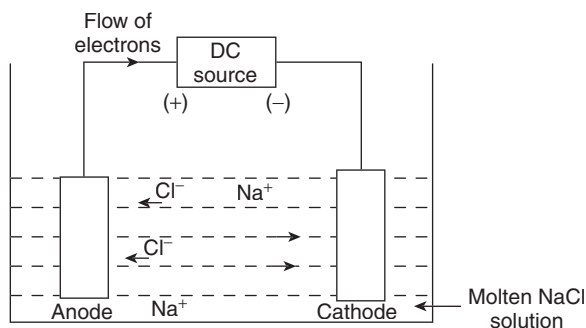 Flow of
electrons
DC
source
(+)
(−)
Cl⁻
Na⁺
Cl⁻
Na⁺
Anode
Cathode
Molten NaCl
solution